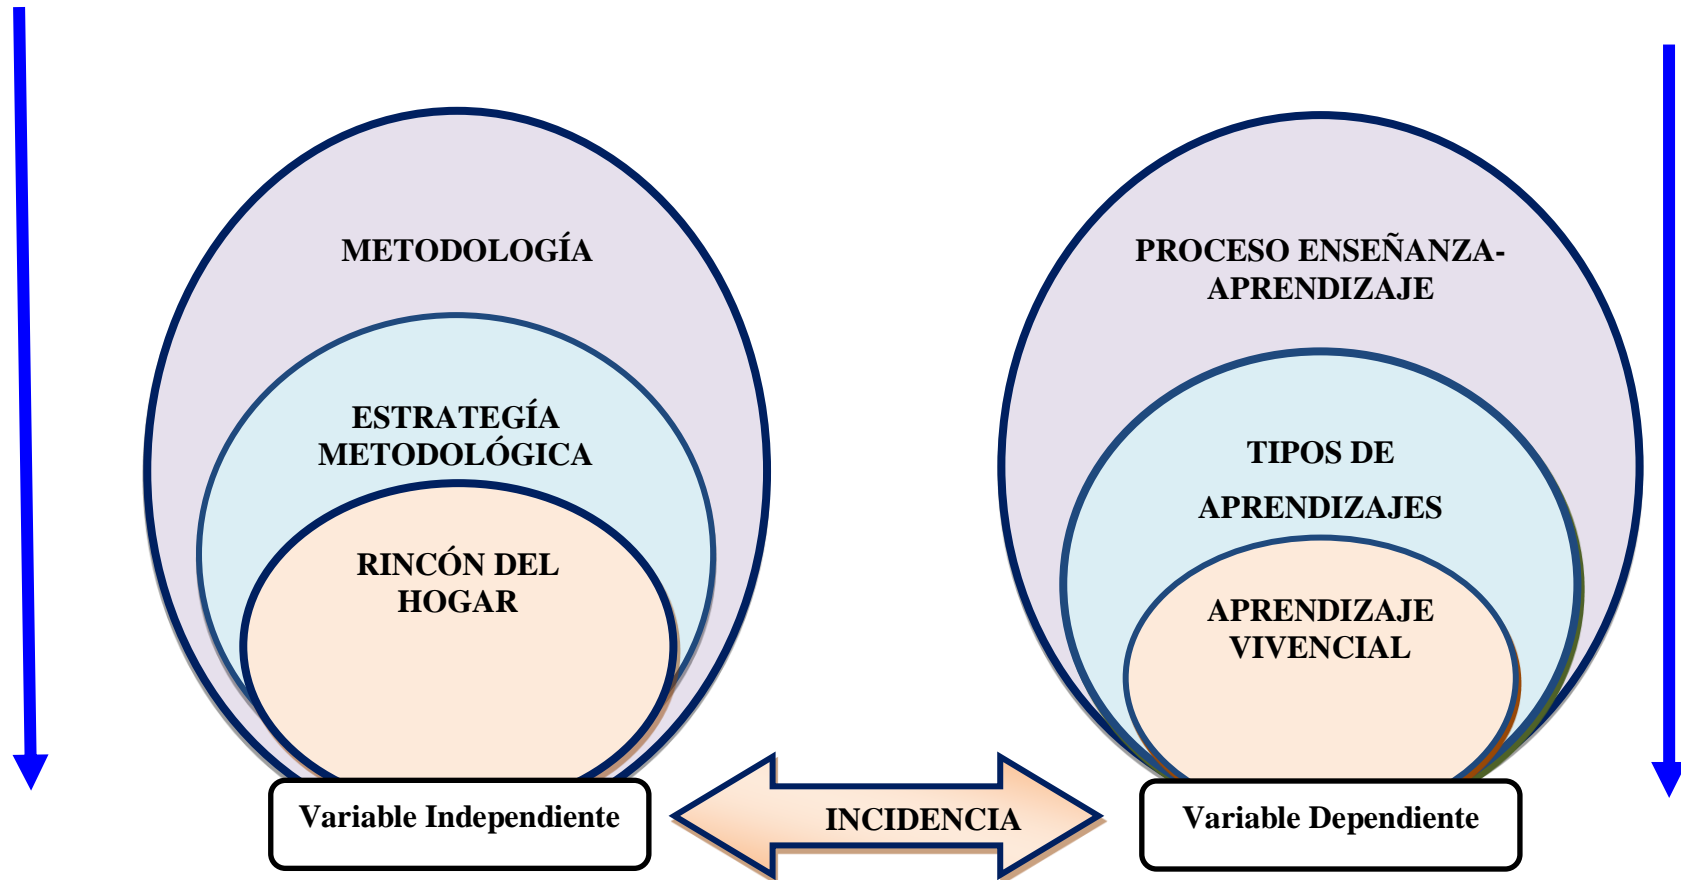 METODOLOGÍA
ESTRATEGÍA
METODOLÓGICA
RINCÓN DEL
HOGAR
Variable Independiente
INCIDENCIA
PROCESO ENSEÑANZA-
APRENDIZAJE
TIPOS DE
APRENDIZAJES
APRENDIZAJE
VIVENCIAL
Variable Dependiente